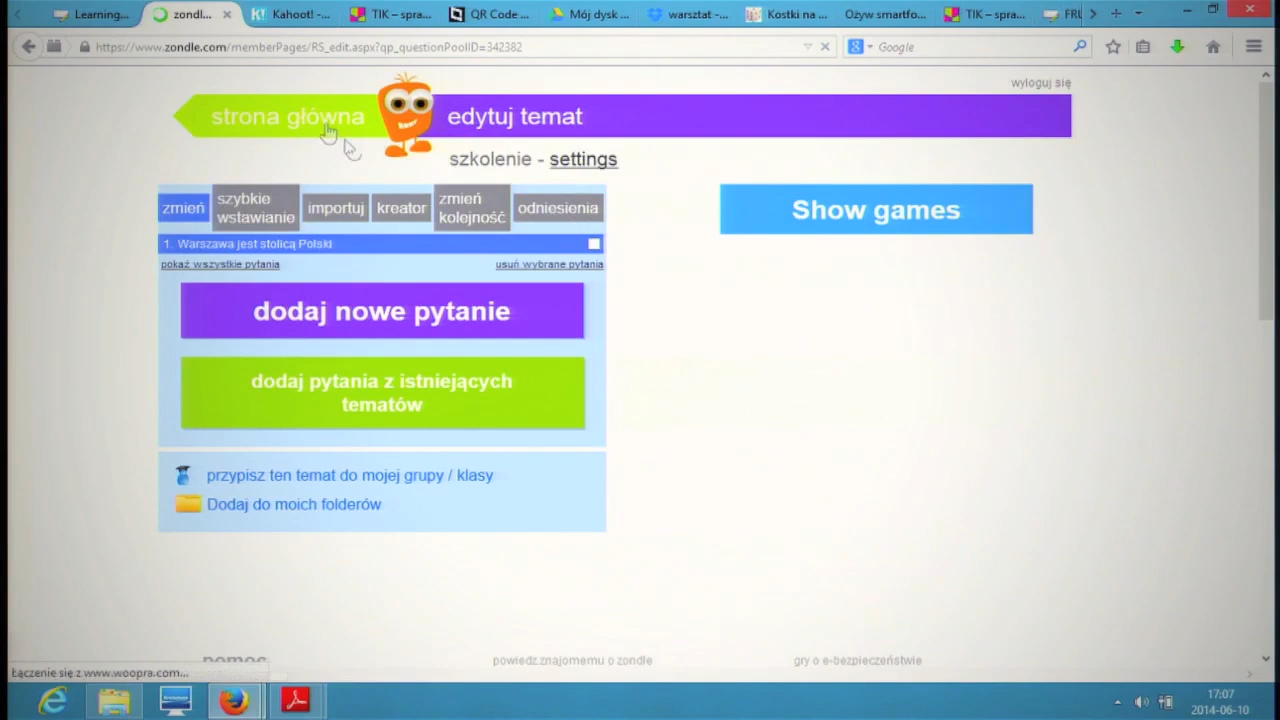 Learning...
zondl...
Kahoot! -...
TIK – spra...
QR Code ...
Mój dysk ...
warsztat -...
Kostki na ...
Ożyw smartfo...
TIK – spra...
FRL
https://www.zondle.com/memberPages/RS_edit.aspx?qp_questionPoolID=342382
Google
wyloguj się
strona główna
edytuj temat
szkolenie - settings
zmień
szybkie
wstawianie
importuj
kreator
zmień
kolejność
odniesienia
Show games
1. Warszawa jest stolicą Polski
pokaż wszystkie pytania
usuń wybrane pytania
dodaj nowe pytanie
dodaj pytania z istniejących
tematów
przypisz ten temat do mojej grupy / klasy
Dodaj do moich folderów
pomoc
powiedz znajomemu o zondle
gry o e-bezpieczeństwie
Łączenie się z www.woopra.com...
17:07
2014-06-10